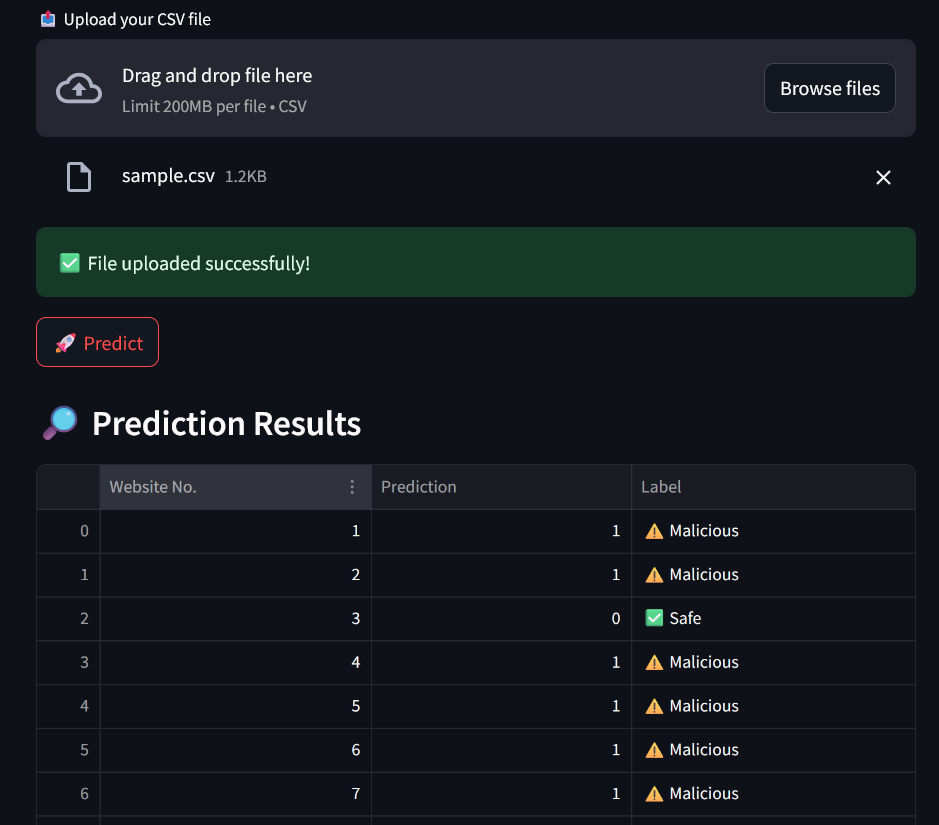 Upload your CSV file
Drag and drop file here
Limit 200MB per file • CSV
Browse files
sample.csv 1.2KB
File uploaded successfully!
Predict
Prediction Results
Website No. Prediction Label
0 1 1 Malicious
1 2 1 Malicious
2 3 0 Safe
3 4 1 Malicious
4 5 1 Malicious
5 6 1 Malicious
6 7 1 Malicious